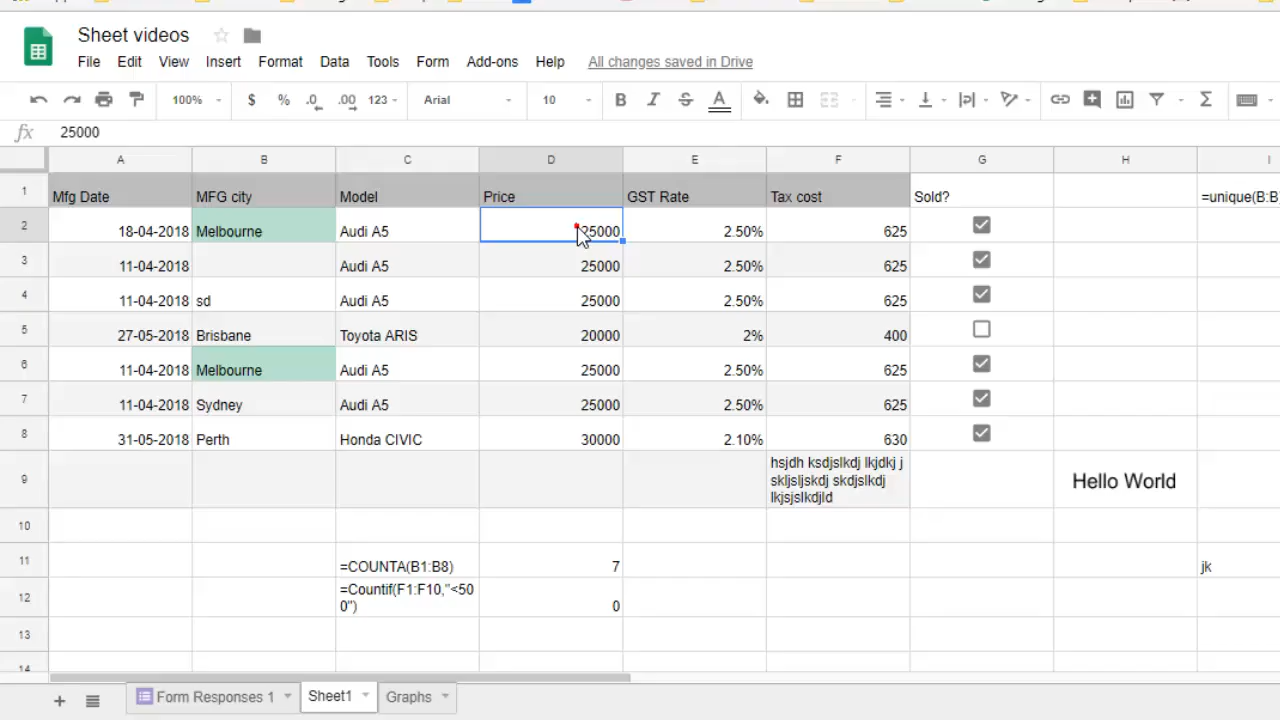 Sheet videos
File Edit View Insert Format Data Tools Form Add-ons Help All changes saved in Drive
100% $ % .0 .00 123 Arial 10 B I S A Σ
fx 25000
A B C D E F G H I
1 Mfg Date MFG city Model Price GST Rate Tax cost Sold? =unique(B:B
2 18-04-2018 Melbourne Audi A5 25000 2.50% 625
3 11-04-2018 Audi A5 25000 2.50% 625
4 11-04-2018 sd Audi A5 25000 2.50% 625
5 27-05-2018 Brisbane Toyota ARIS 20000 2% 400
6 11-04-2018 Melbourne Audi A5 25000 2.50% 625
7 11-04-2018 Sydney Audi A5 25000 2.50% 625
8 31-05-2018 Perth Honda CIVIC 30000 2.10% 630
hsjdh ksdjslkdj lkjdkj j
9 skljsljskdj skdjslkdj Hello World
lkjsjslkdjld
10
11 =COUNTA(B1:B8) 7 jk
=Countif(F1:F10,"<50
12 0") 0
13
14
+ Form Responses 1 Sheet1 Graphs